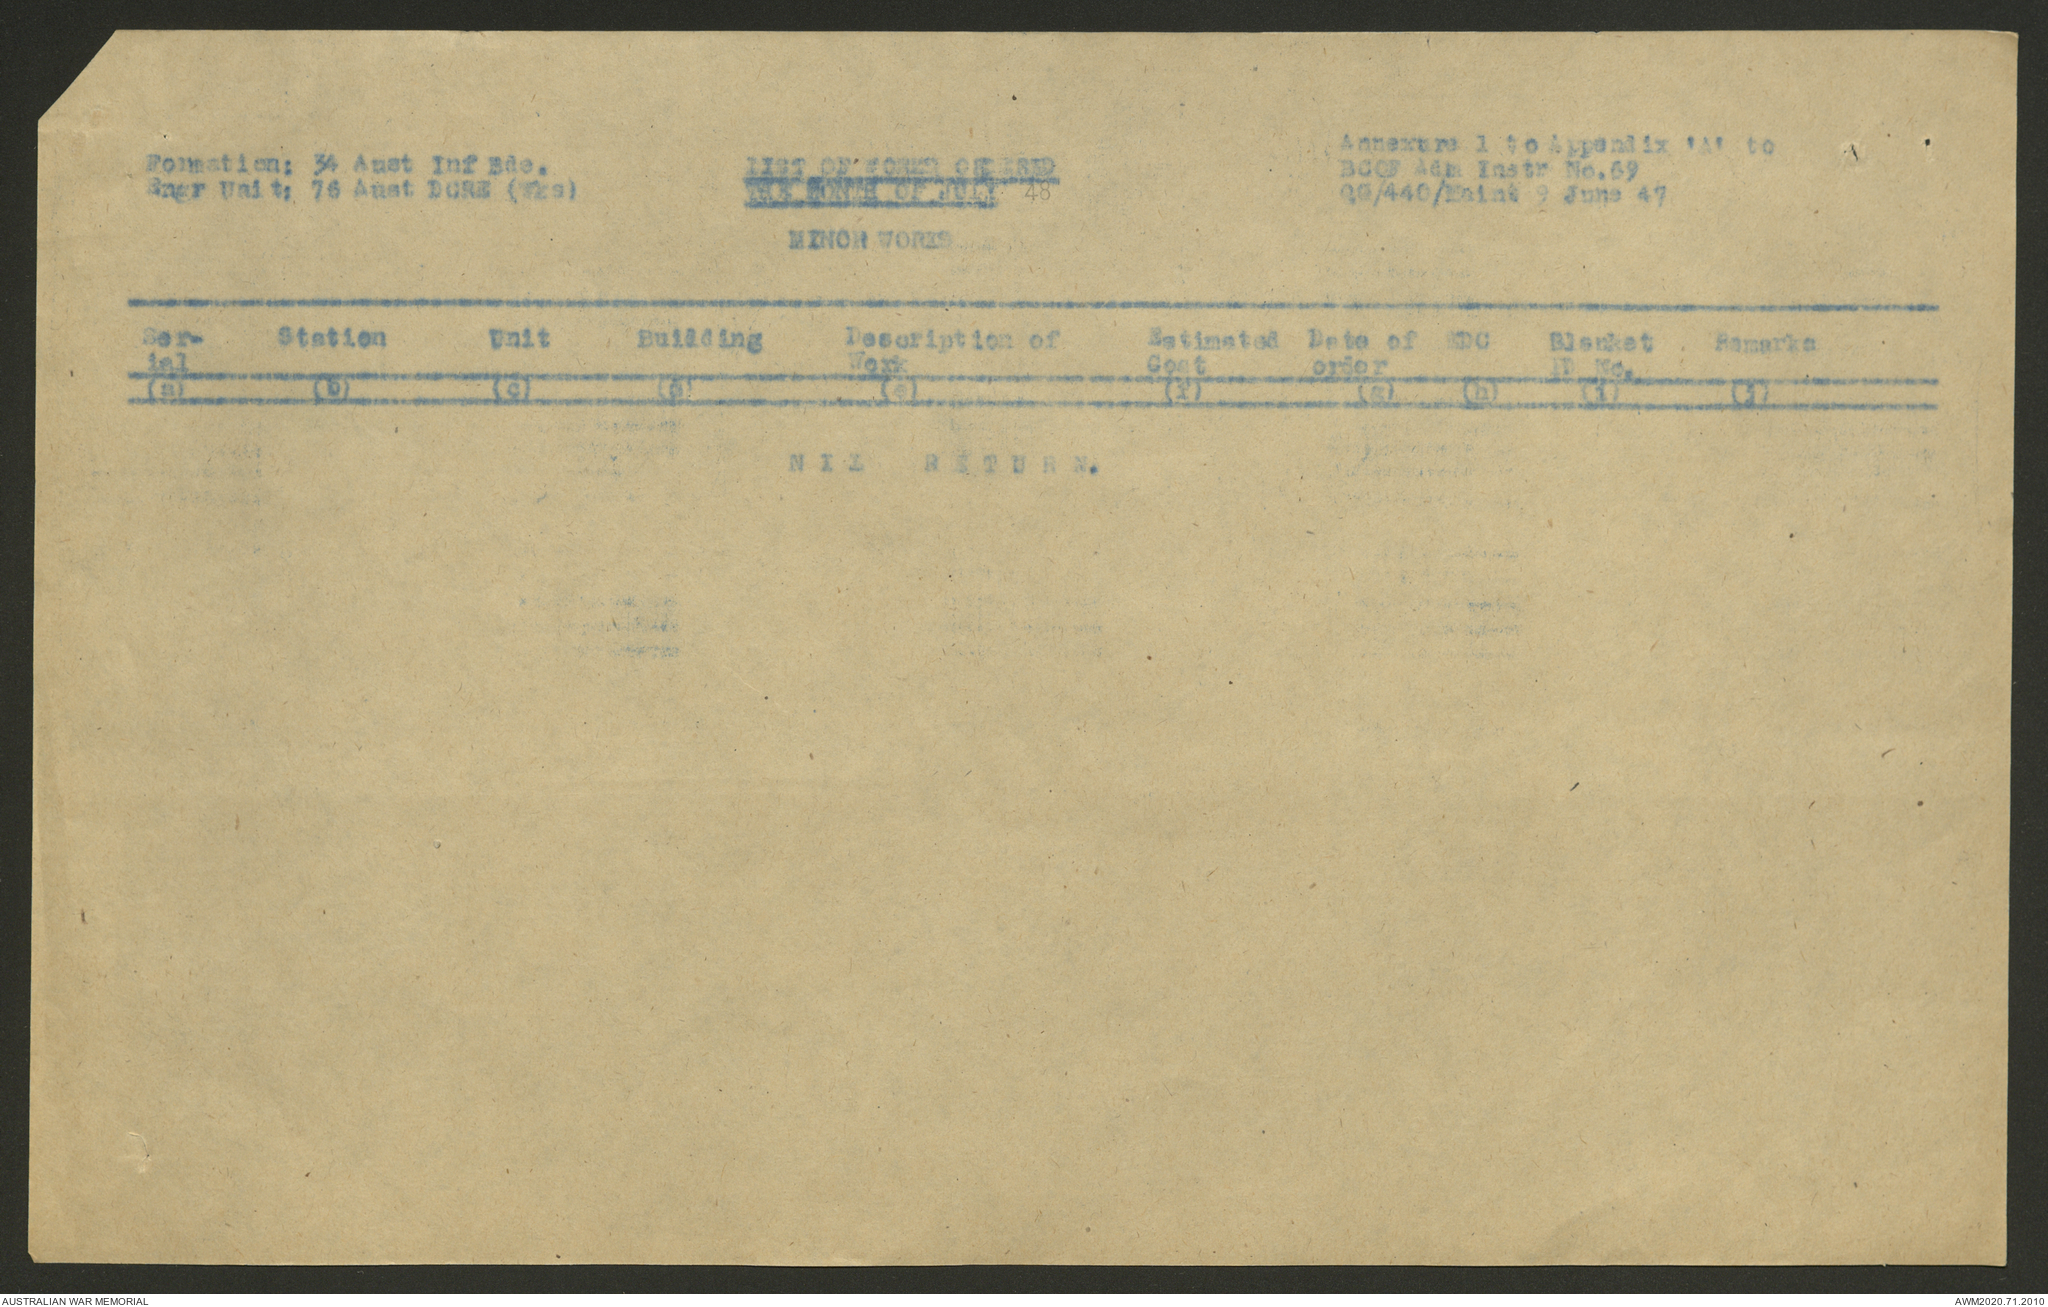 Formation: 34 Aust Inf Bde.
Engr Unit: 76 Aust DCRE (Wks)
LIST OF WORKS ORDERED
THE MONTH OF JULY 48
MINOR WORKS
Annexure 1 to Appendix 'A' to
BCOF Adm Instr No.69
QG/440/Maint 9 June 47
Ser-
ial
Station
Unit
Building
Description of
Work
Estimated
Cost
Date of
order
EDC
Blanket
ID No.
Remarks
(a) (b) (c) (d) (e) (f) (g) (h) (i) (j)
NIL RETURN.
AUSTRALIAN WAR MEMORIAL
AWM2020.71.2010